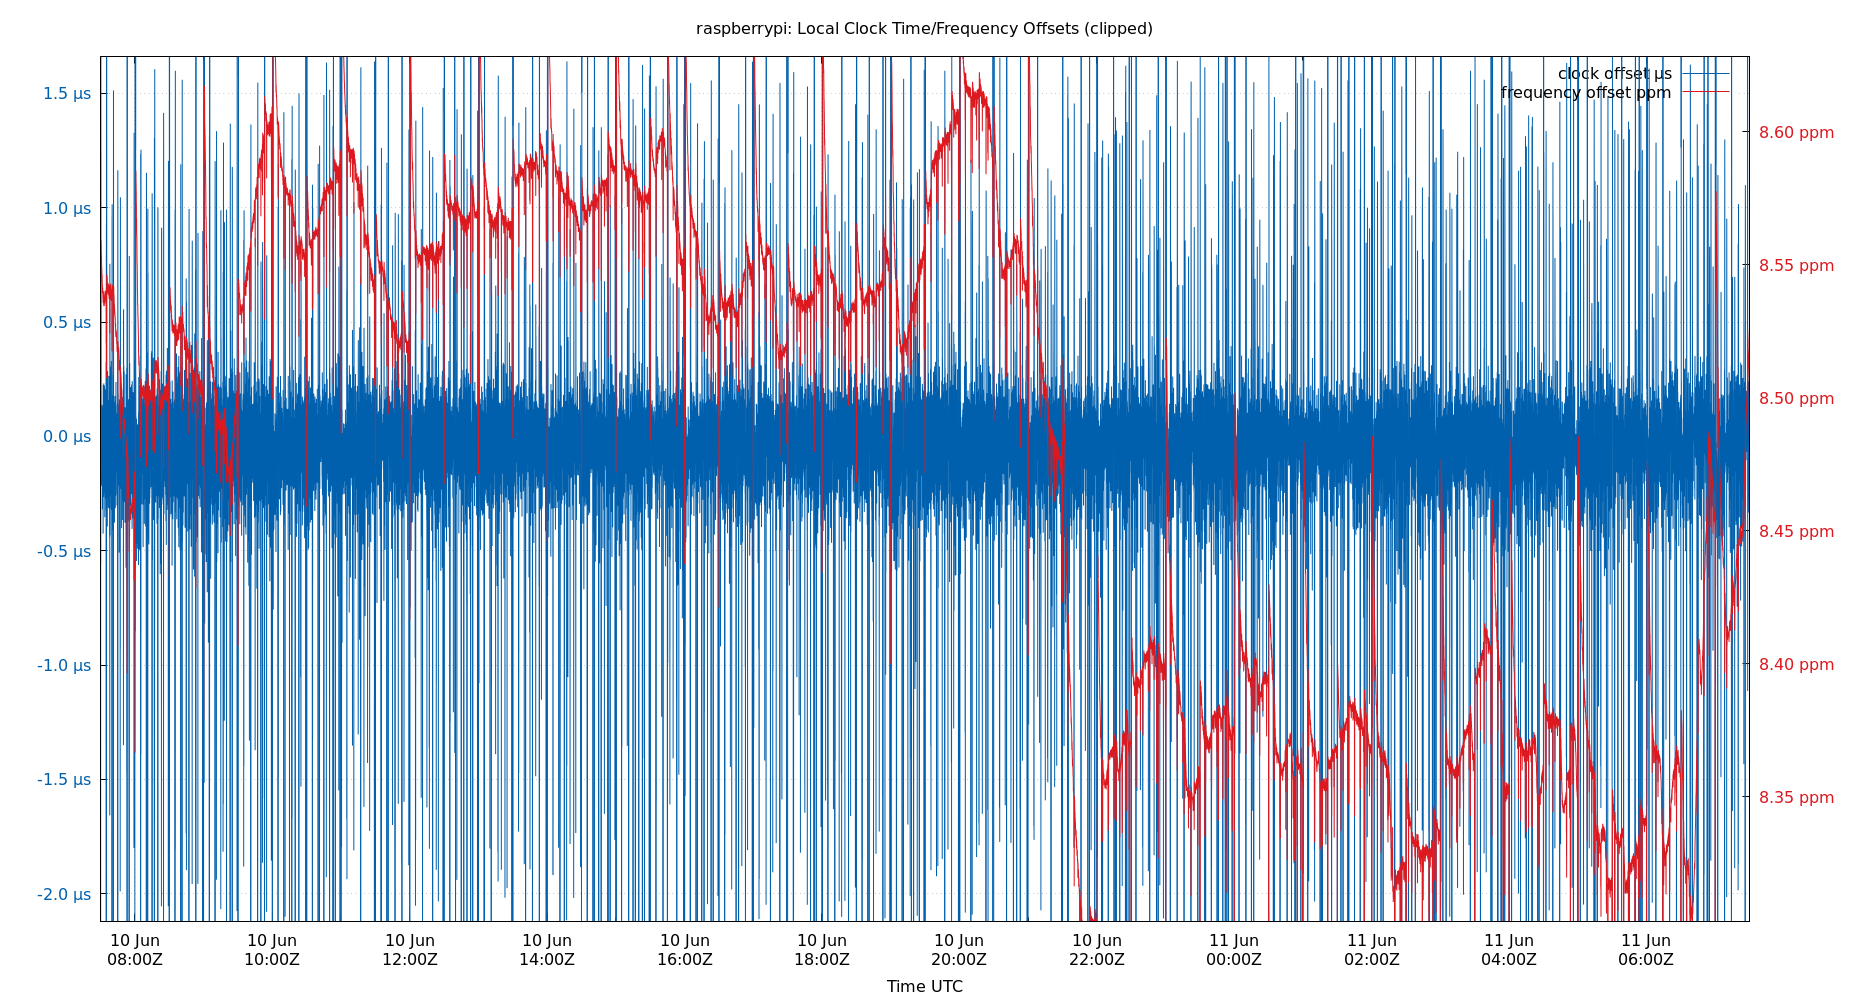 raspberrypi: Local Clock Time/Frequency Offsets (clipped)
clock offset µs
frequency offset ppm
1.5 µs
1.0 µs
0.5 µs
0.0 µs
-0.5 µs
-1.0 µs
-1.5 µs
-2.0 µs
8.60 ppm
8.55 ppm
8.50 ppm
8.45 ppm
8.40 ppm
8.35 ppm
10 Jun 10 Jun 10 Jun 10 Jun 10 Jun 10 Jun 10 Jun 10 Jun 11 Jun 11 Jun 11 Jun 11 Jun
08:00Z 10:00Z 12:00Z 14:00Z 16:00Z 18:00Z 20:00Z 22:00Z 00:00Z 02:00Z 04:00Z 06:00Z
Time UTC